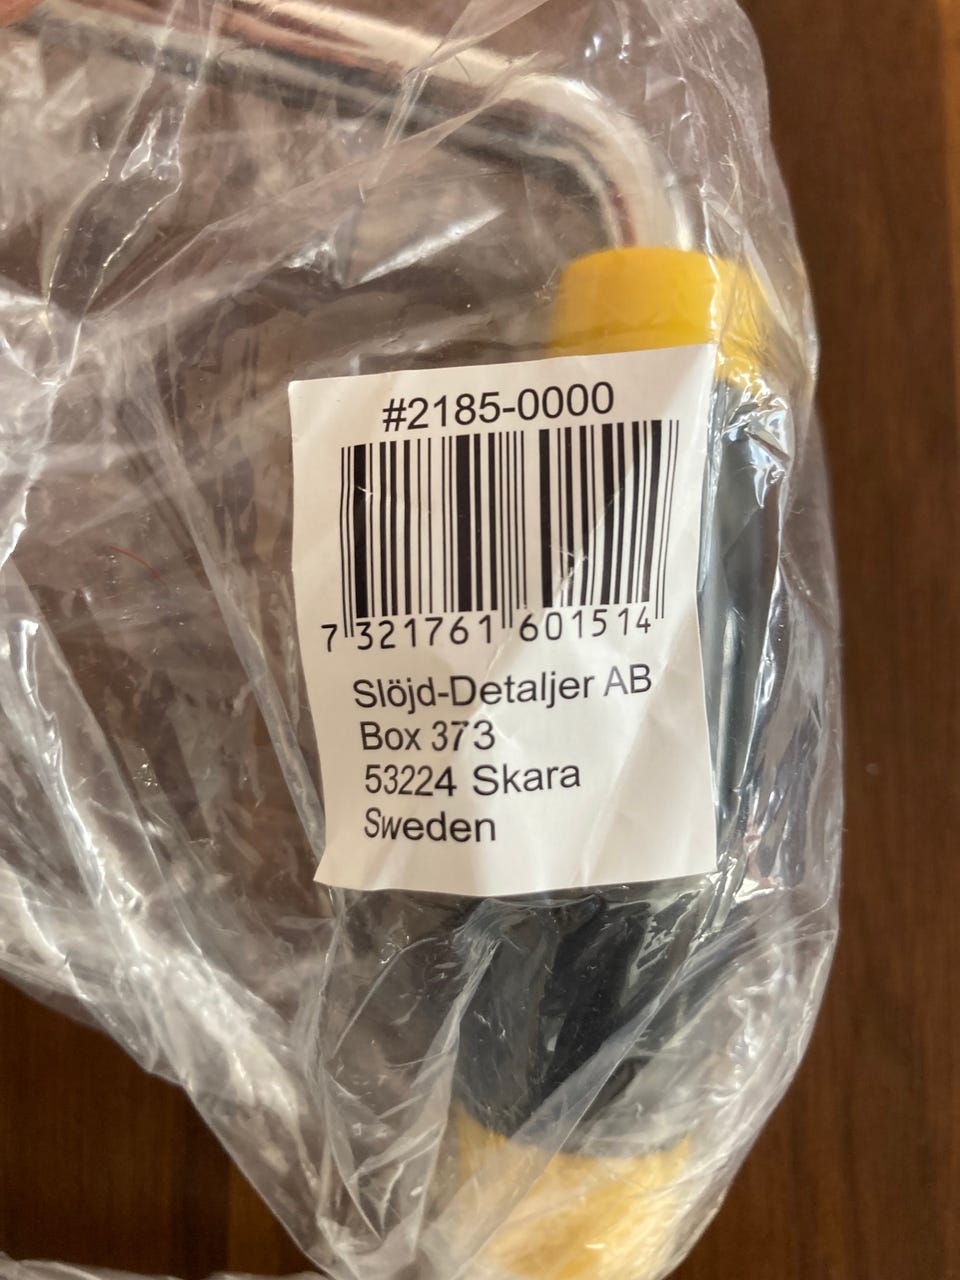 #2185-0000
7 321761 601514
Slöjd-Detaljer AB
Box 373
53224 Skara
Sweden